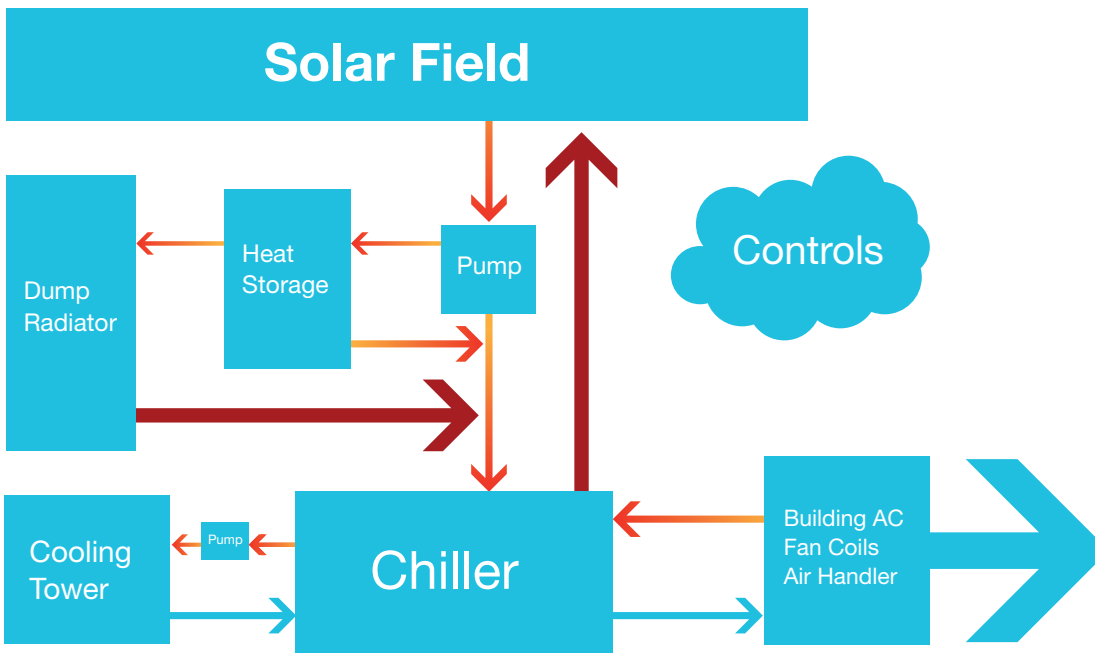 Solar Field
Dump
Radiator
Heat
Storage
Pump
Controls
Cooling
Tower
Pump
Chiller
Building AC
Fan Coils
Air Handler